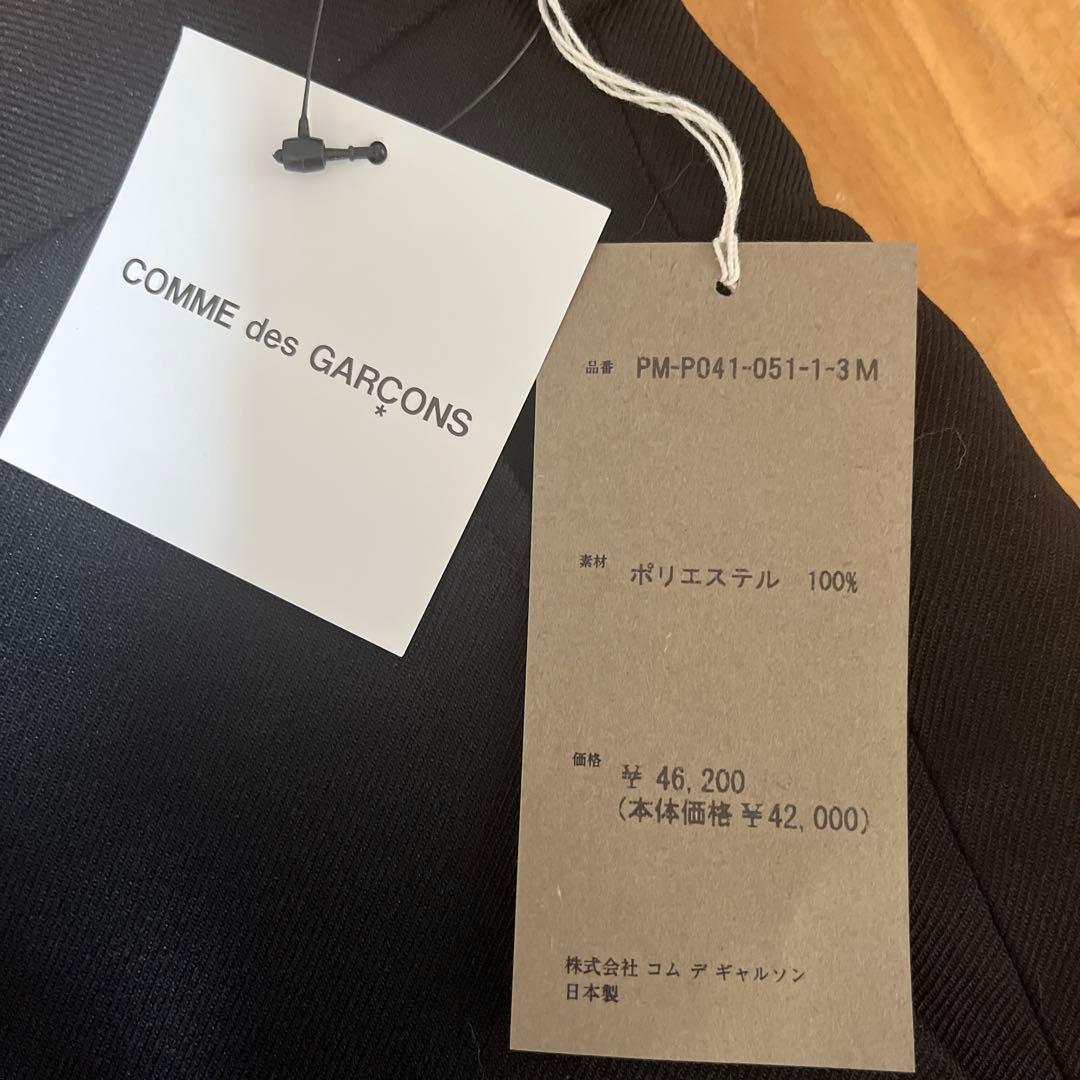 COMME des GARÇONS
*
品番 PM-P041-051-1-3 M
素材 ポリエステル 100%
価格 ¥ 46,200
(本体価格 ¥42,000)
株式会社 コム デ ギャルソン
日本製